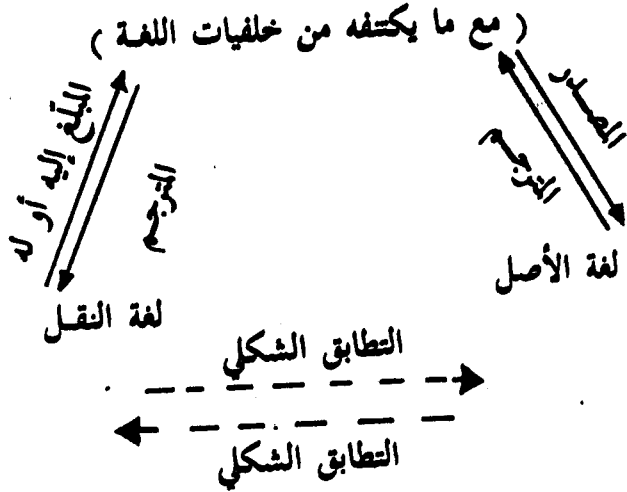 ( مع ما يكتنفه من خلفيات اللغة )
المصدر
المترجم
المبلّغ إليه أو له
المترجم
لغة الأصل
لغة النقل
التطابق الشكلي
التطابق الشكلي